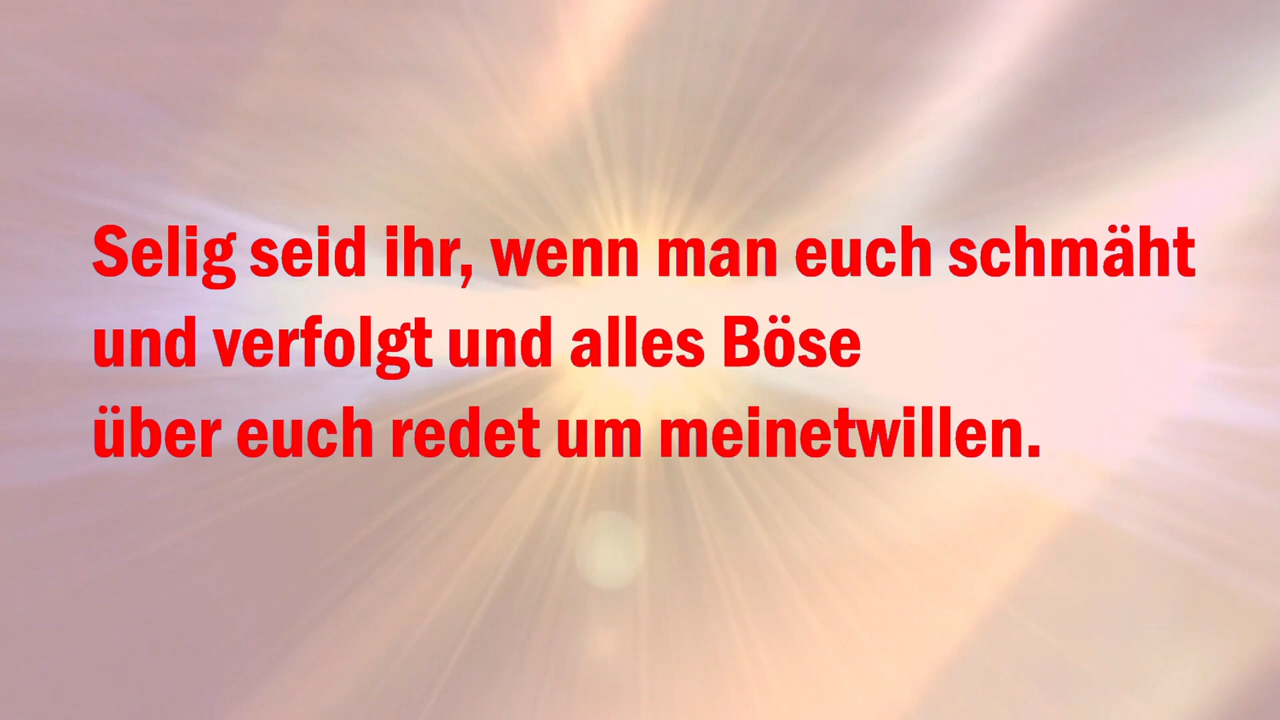 Selig seid ihr, wenn man euch schmäht
und verfolgt und alles Böse
über euch redet um meinetwillen.